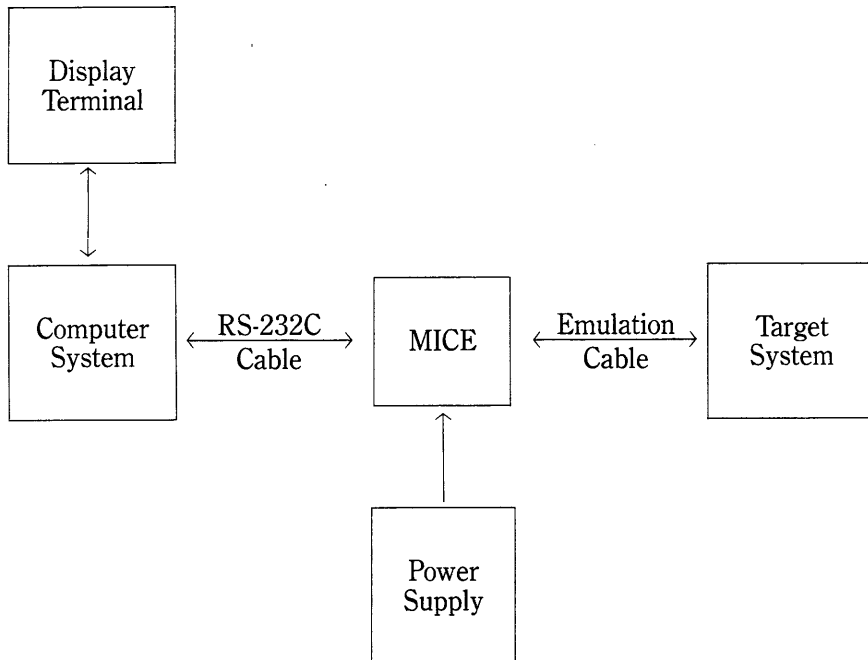 Display
Terminal
Computer
System
RS-232C
Cable
MICE
Emulation
Cable
Target
System
Power
Supply